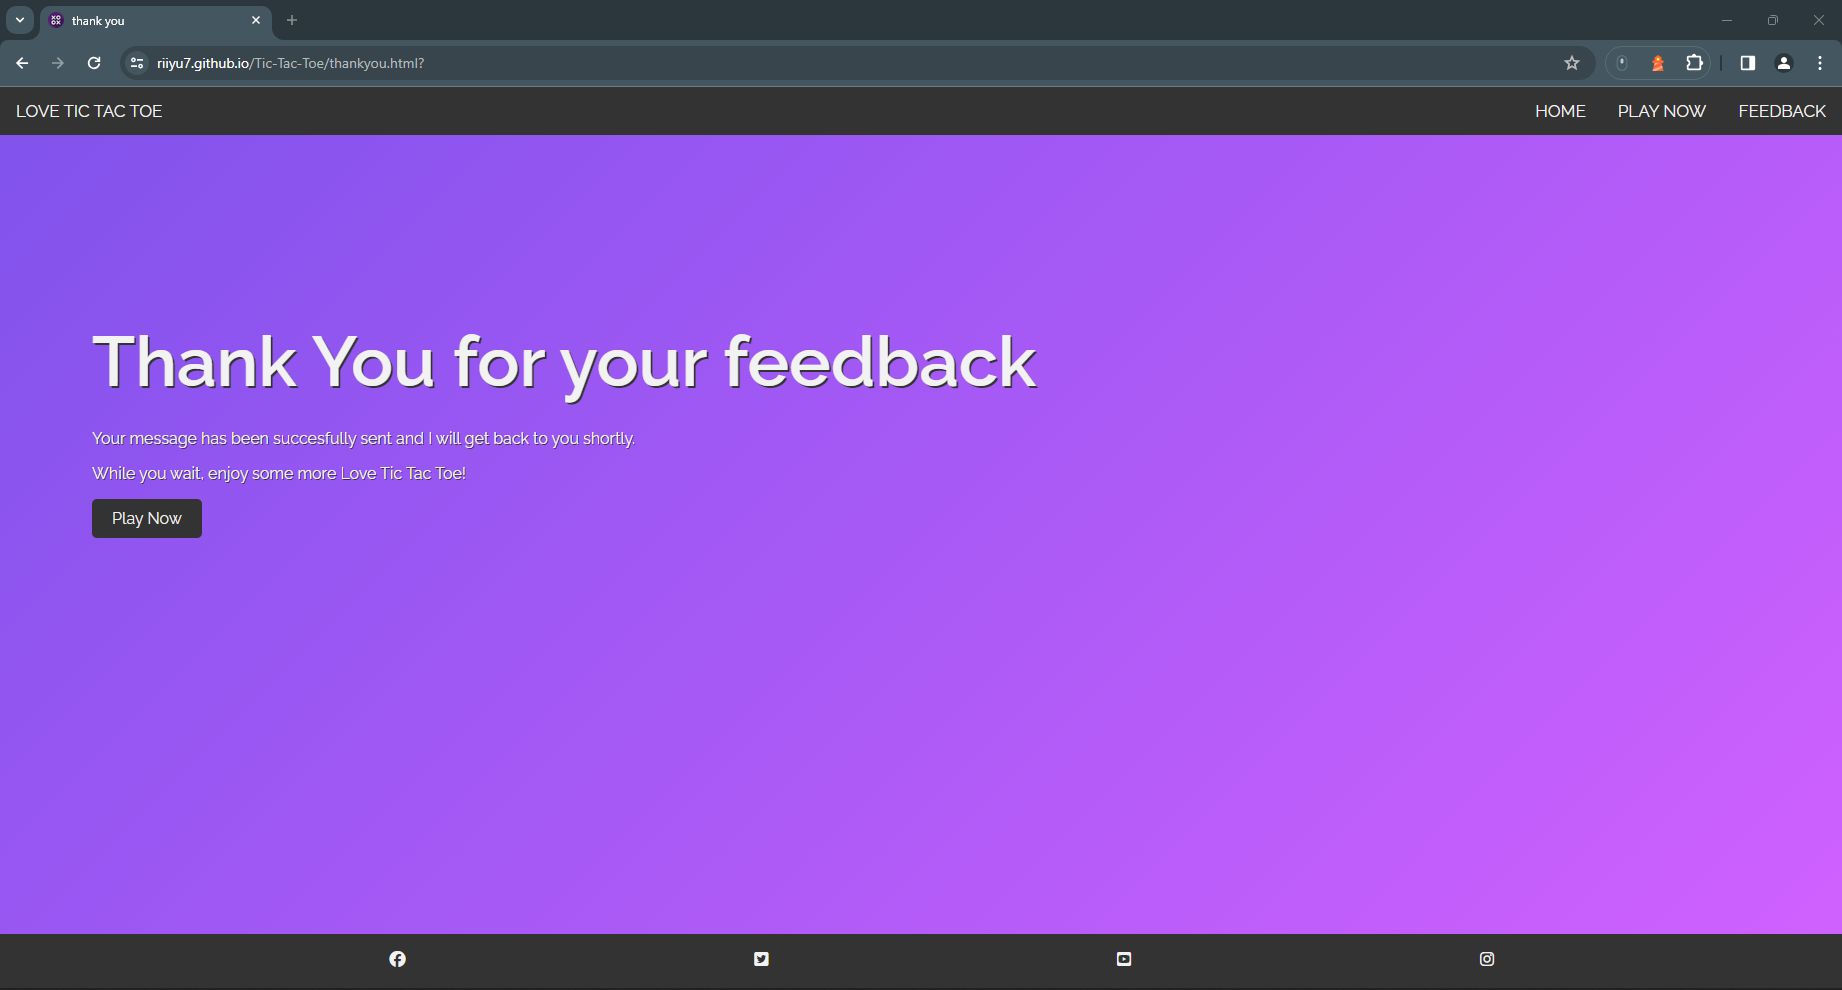 thank you
riiyu7.github.io/Tic-Tac-Toe/thankyou.html?
LOVE TIC TAC TOE
HOME
PLAY NOW
FEEDBACK
Thank You for your feedback
Your message has been succesfully sent and I will get back to you shortly.
While you wait, enjoy some more Love Tic Tac Toe!
Play Now